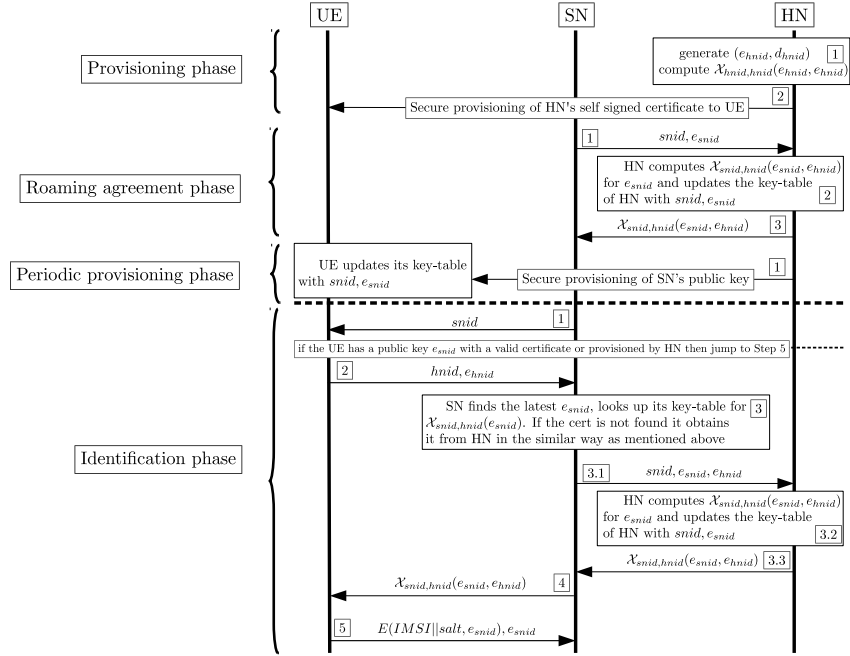 UE SN HN
Provisioning phase
generate (e_hnid, d_hnid) 1
compute X_hnid,hnid(e_hnid, e_hnid)
2
Secure provisioning of HN's self signed certificate to UE
Roaming agreement phase
1 snid, e_snid
HN computes X_snid,hnid(e_snid, e_hnid)
for e_snid and updates the key-table
of HN with snid, e_snid 2
X_snid,hnid(e_snid, e_hnid) 3
Periodic provisioning phase
UE updates its key-table
with snid, e_snid
Secure provisioning of SN's public key
1
Identification phase
snid 1
if the UE has a public key e_snid with a valid certificate or provisioned by HN then jump to Step 5
2 hnid, e_hnid
SN finds the latest e_snid, looks up its key-table for 3
X_snid,hnid(e_snid). If the cert is not found it obtains
it from HN in the similar way as mentioned above
3.1 snid, e_snid, e_hnid
HN computes X_snid,hnid(e_snid, e_hnid)
for e_snid and updates the key-table
of HN with snid, e_snid 3.2
X_snid,hnid(e_snid, e_hnid) 3.3
X_snid,hnid(e_snid, e_hnid) 4
5 E(IMSI||salt, e_snid), e_snid